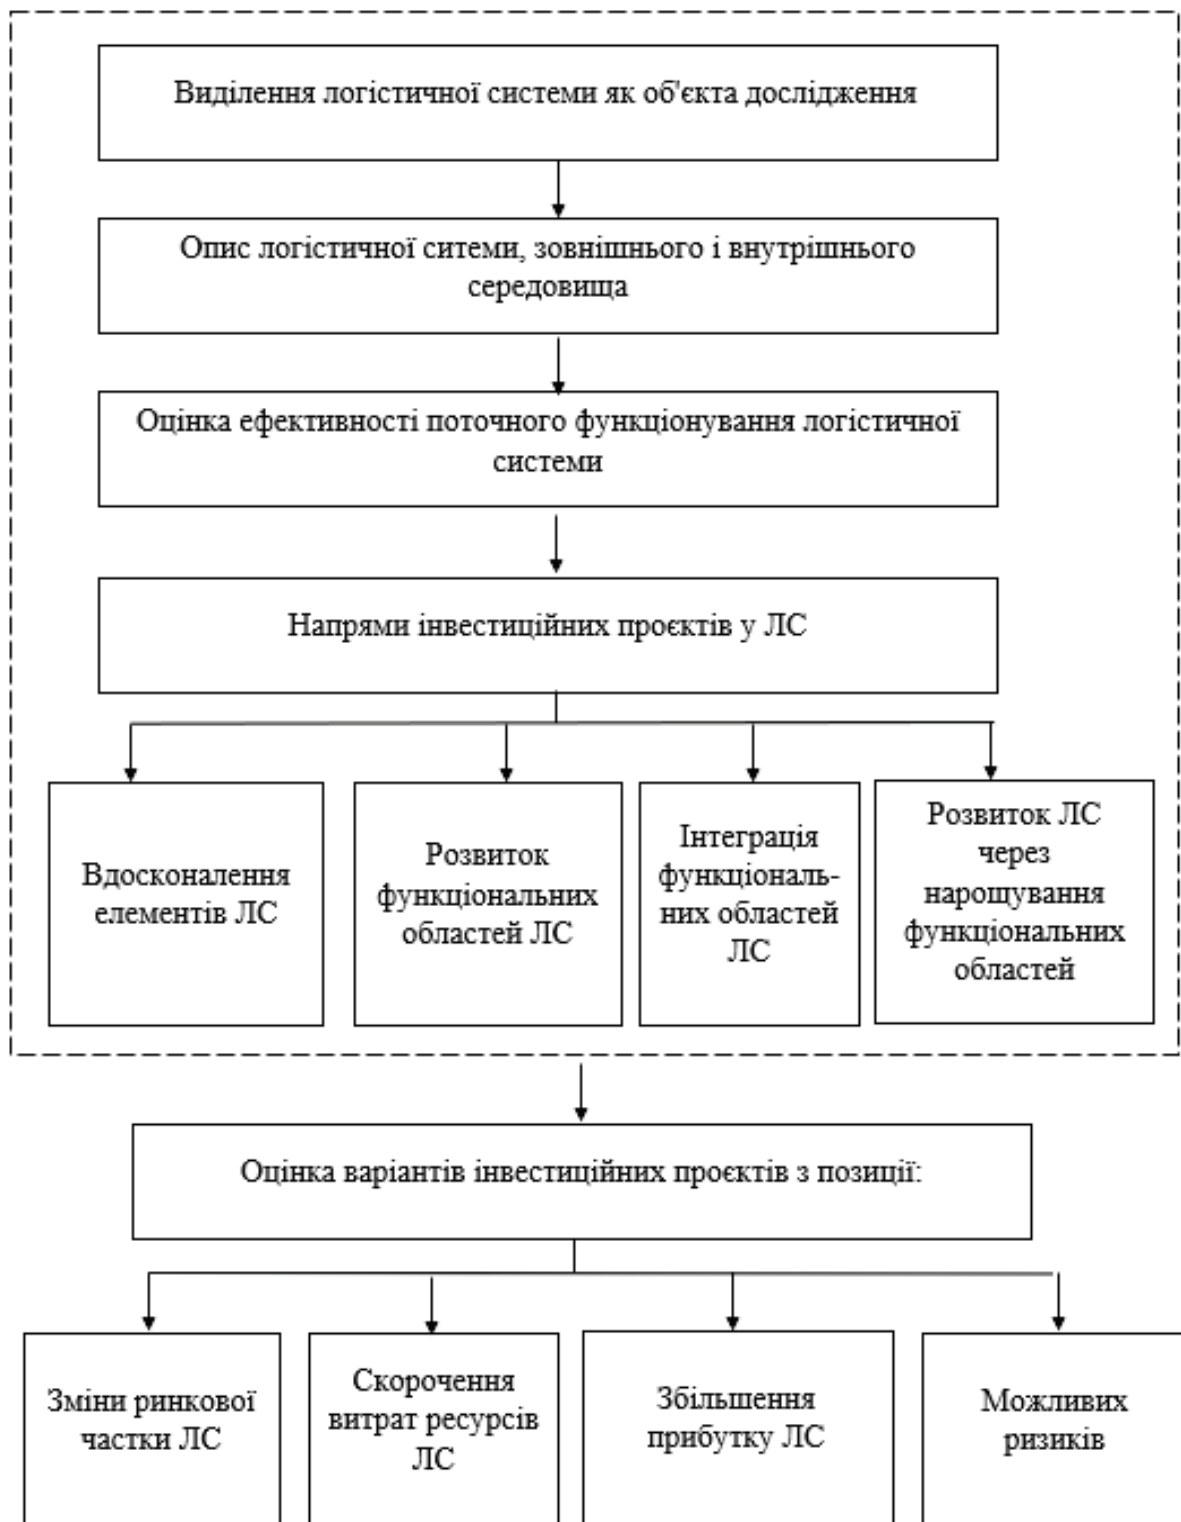 Виділення логістичної системи як об'єкта дослідження
Опис логістичної ситеми, зовнішнього і внутрішнього
середовища
Оцінка ефективності поточного функціонування логістичної
системи
Напрями інвестиційних проєктів у ЛС
Вдосконалення
елементів ЛС
Розвиток
функціональних
областей ЛС
Інтеграція
функціональ-
них областей
ЛС
Розвиток ЛС
через
нарощування
функціональних
областей
Оцінка варіантів інвестиційних проєктів з позиції:
Зміни ринкової
частки ЛС
Скорочення
витрат ресурсів
ЛС
Збільшення
прибутку ЛС
Можливих
ризиків